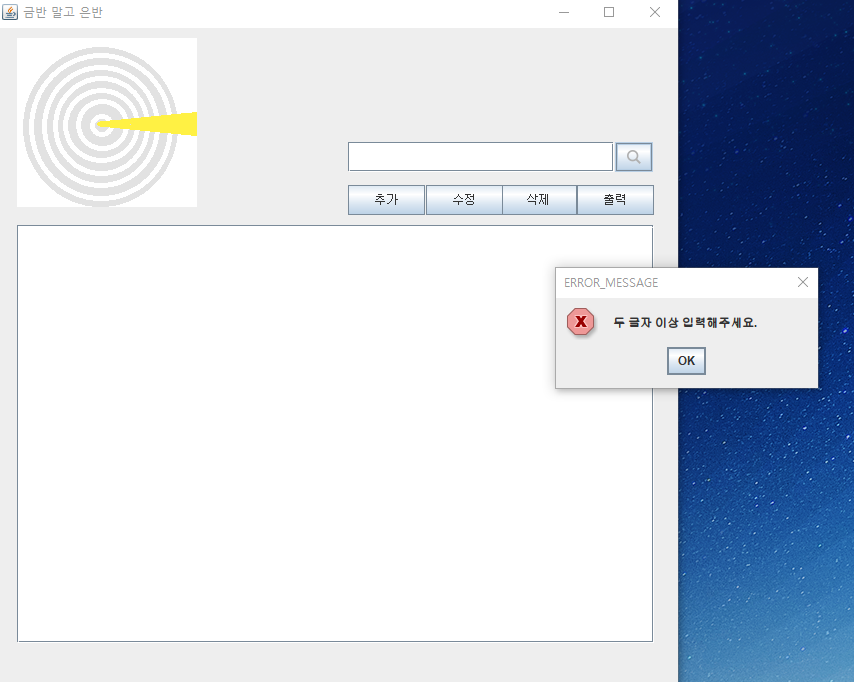 금반 말고 은반
추가 수정 삭제 출력
ERROR_MESSAGE
두 글자 이상 입력해주세요.
OK